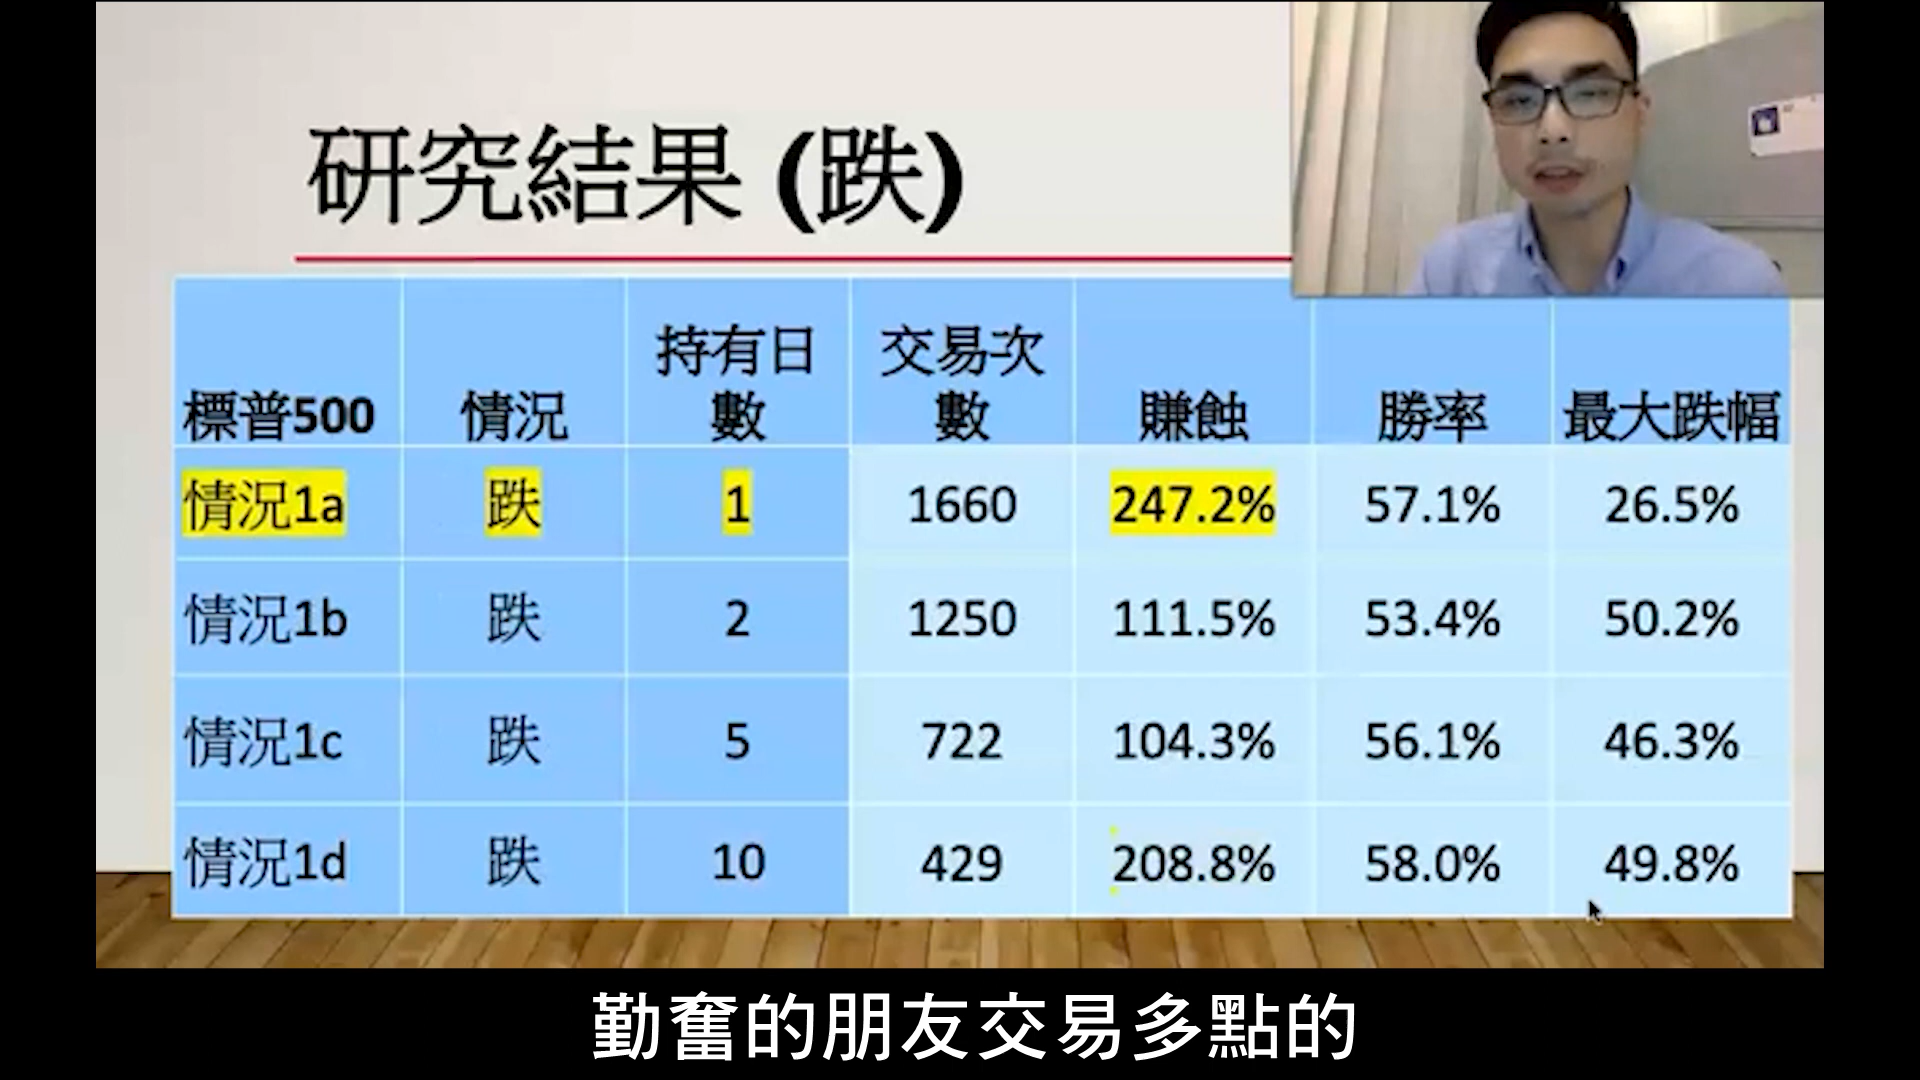 研究結果 (跌)
標普500 情況 持有日數 交易次數 賺蝕 勝率 最大跌幅
情況1a 跌 1 1660 247.2% 57.1% 26.5%
情況1b 跌 2 1250 111.5% 53.4% 50.2%
情況1c 跌 5 722 104.3% 56.1% 46.3%
情況1d 跌 10 429 208.8% 58.0% 49.8%
勤奮的朋友交易多點的